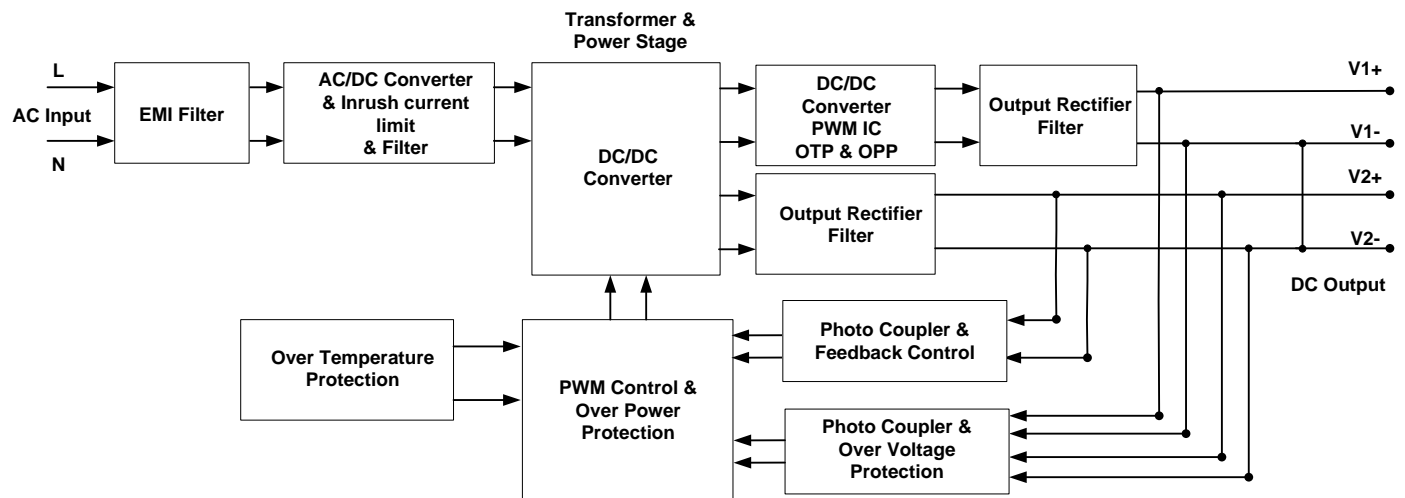 Transformer &
Power Stage
L
AC Input
N
EMI Filter
AC/DC Converter
& Inrush current
limit
& Filter
DC/DC
Converter
DC/DC
Converter
PWM IC
OTP & OPP
Output Rectifier
Filter
Output Rectifier
Filter
V1+
V1-
V2+
V2-
DC Output
Over Temperature
Protection
PWM Control &
Over Power
Protection
Photo Coupler &
Feedback Control
Photo Coupler &
Over Voltage
Protection